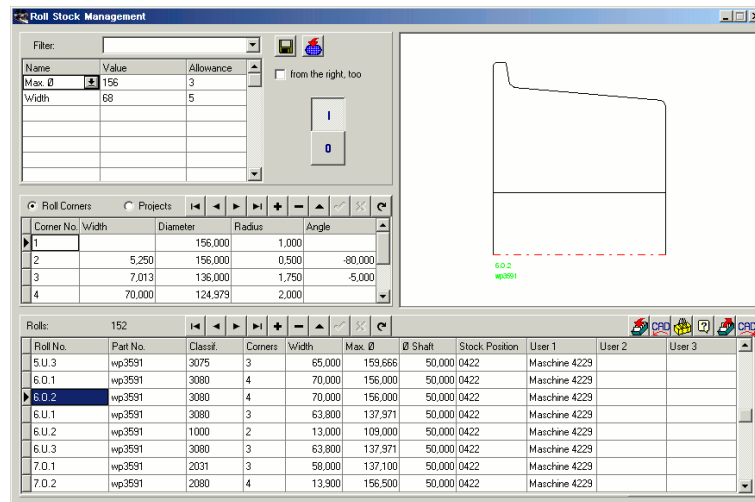 Roll Stock Management
Filter:
Name Value Allowance
Max. Ø 156 3
Width 68 5
from the right, too
I
0
Roll Corners Projects
Corner No. Width Diameter Radius Angle
1 156,000 1,000
2 5,250 156,000 0,500 -80,000
3 7,013 136,000 1,750 -5,000
4 70,000 124,979 2,000
6.O.2
wp3591
Rolls: 152
CAD CAD
Roll No. Part No. Classif. Corners Width Max. Ø Ø Shaft Stock Position User 1 User 2 User 3
5.U.3 wp3591 3075 3 65,000 159,666 50,000 0422 Maschine 4229
6.O.1 wp3591 3080 4 70,000 156,000 50,000 0422 Maschine 4229
6.O.2 wp3591 3080 4 70,000 156,000 50,000 0422 Maschine 4229
6.U.1 wp3591 3080 3 63,800 137,971 50,000 0422 Maschine 4229
6.U.2 wp3591 1000 2 13,000 109,000 50,000 0422 Maschine 4229
6.U.3 wp3591 3080 3 63,800 137,971 50,000 0422 Maschine 4229
7.O.1 wp3591 2031 3 58,000 137,100 50,000 0422 Maschine 4229
7.O.2 wp3591 2080 4 13,900 156,500 50,000 0422 Maschine 4229